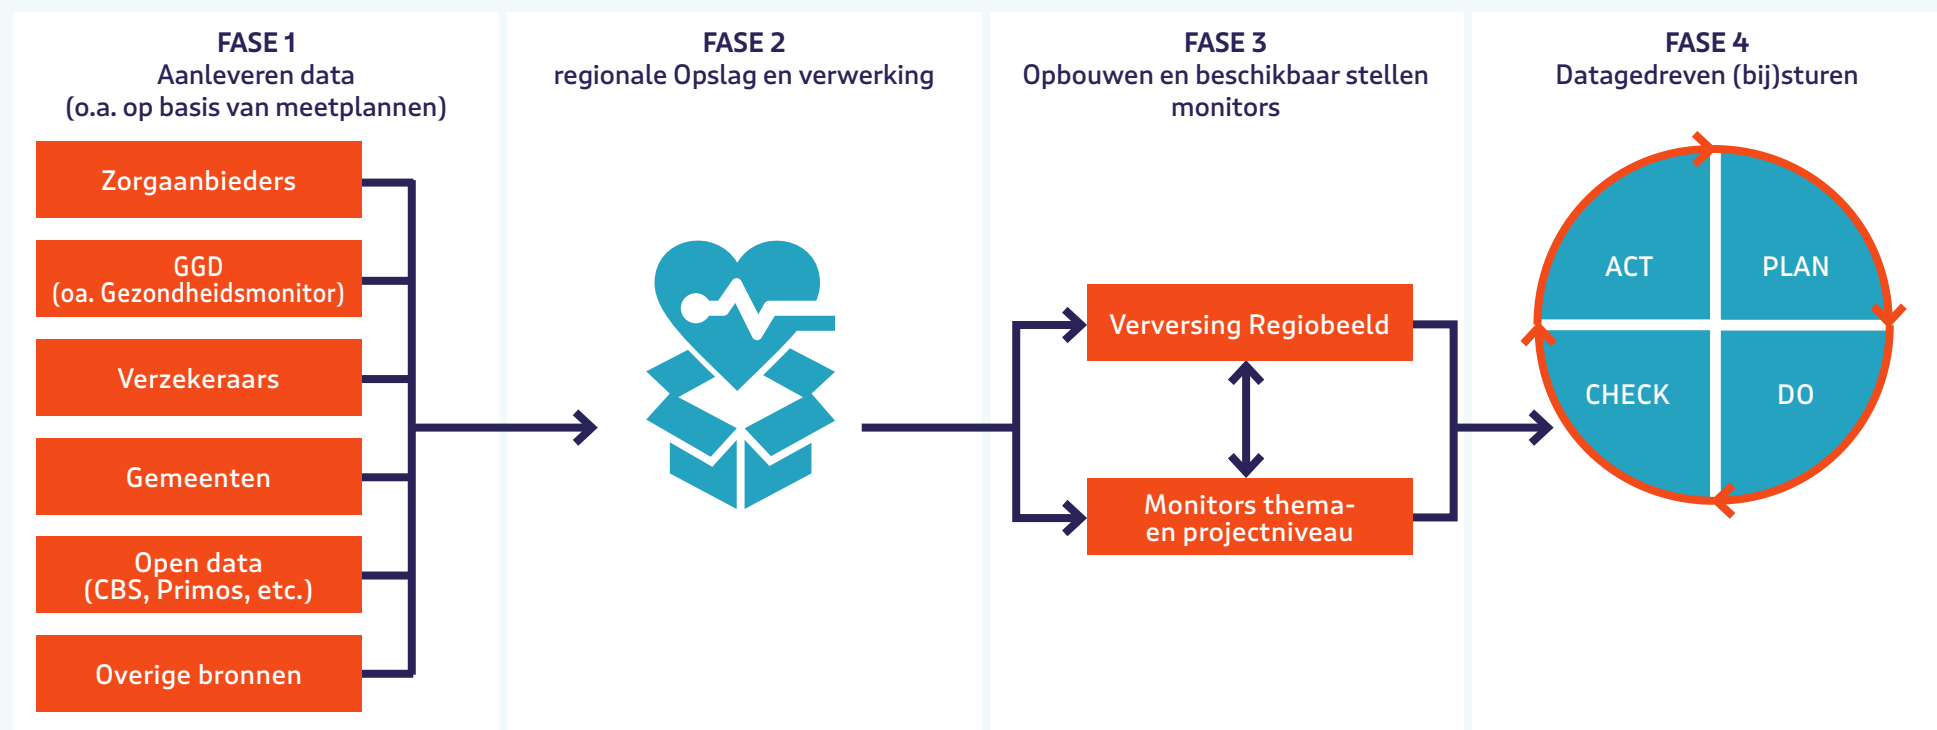 FASE 1
Aanleveren data
(o.a. op basis van meetplannen)
Zorgaanbieders
GGD
(oa. Gezondheidsmonitor)
Verzekeraars
Gemeenten
Open data
(CBS, Primos, etc.)
Overige bronnen
FASE 2
regionale Opslag en verwerking
FASE 3
Opbouwen en beschikbaar stellen
monitors
Verversing Regiobeeld
Monitors thema-
en projectniveau
FASE 4
Datagedreven (bij)sturen
ACT
PLAN
CHECK
DO